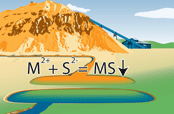 M²⁺ + S²⁻ = MS↓